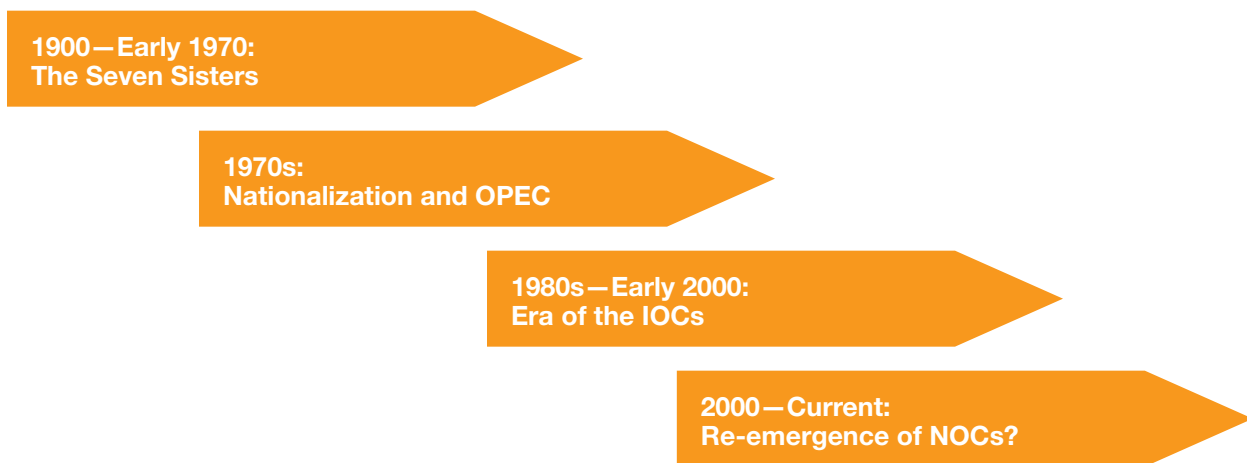 1900—Early 1970:
The Seven Sisters
1970s:
Nationalization and OPEC
1980s—Early 2000:
Era of the IOCs
2000—Current:
Re-emergence of NOCs?